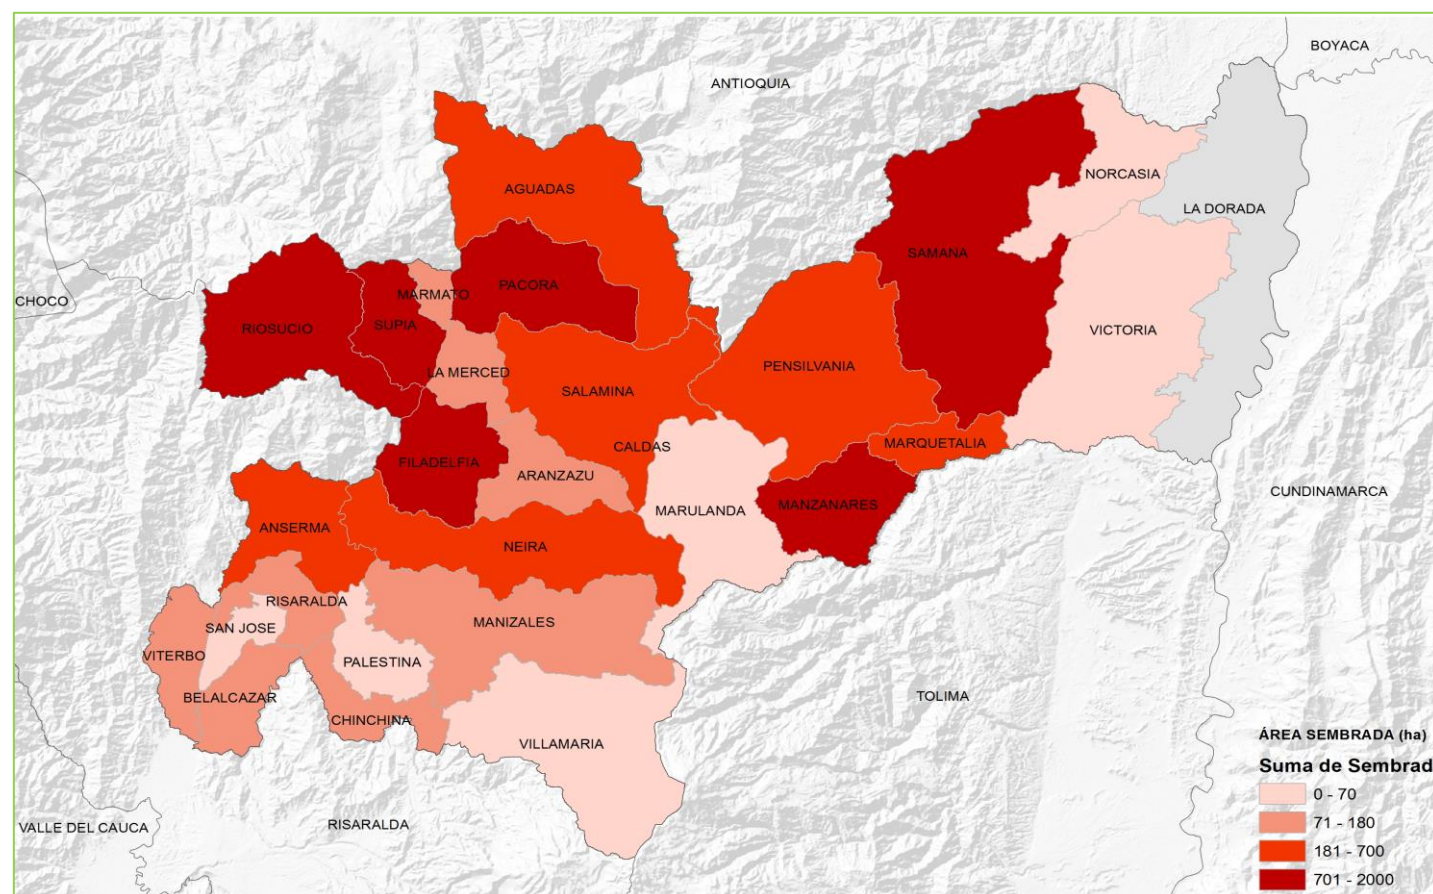 BOYACA
ANTIOQUIA
NORCASIA
AGUADAS
LA DORADA
SAMANA
PACORA
MARMATO
CHOCO
RIOSUCIO
SUPIA
VICTORIA
PENSILVANIA
LA MERCED
SALAMINA
MARQUETALIA
CALDAS
FILADELFIA
ARANZAZU
CUNDINAMARCA
MANZANARES
MARULANDA
ANSERMA
NEIRA
RISARALDA
MANIZALES
SAN JOSE
VITERBO
PALESTINA
BELALCAZAR
TOLIMA
CHINCHINA
VILLAMARIA
VALLE DEL CAUCA
RISARALDA
ÁREA SEMBRADA (ha)
Suma de Sembrad
0 - 70
71 - 180
181 - 700
701 - 2000